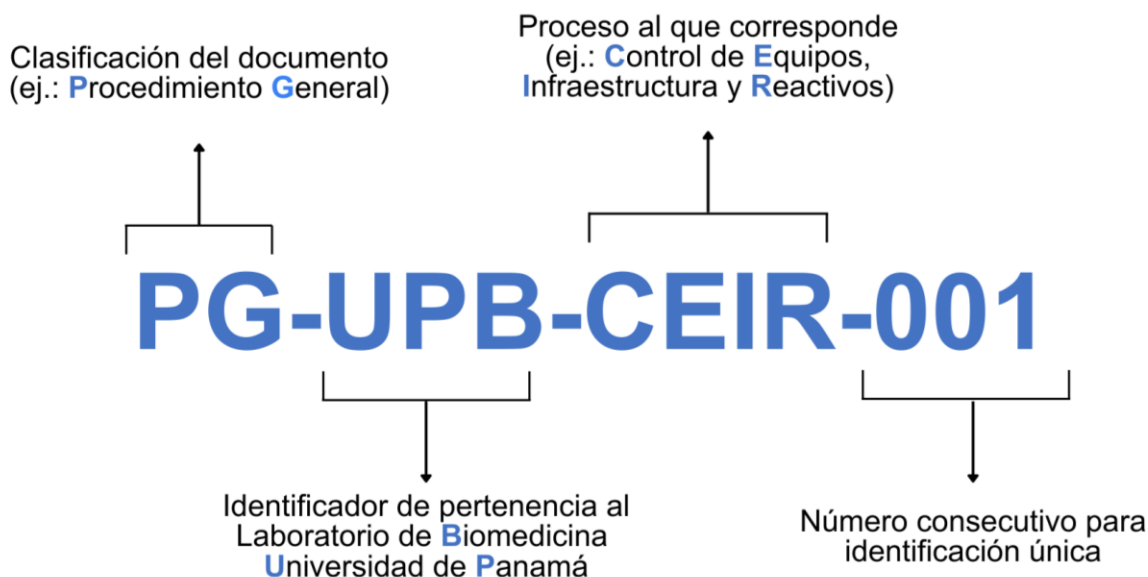 Clasificación del documento
(ej.: Procedimiento General)
Proceso al que corresponde
(ej.: Control de Equipos,
Infraestructura y Reactivos)
PG-UPB-CEIR-001
Identificador de pertenencia al
Laboratorio de Biomedicina
Universidad de Panamá
Número consecutivo para
identificación única